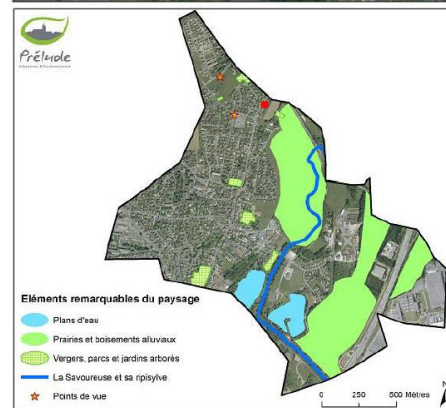 Prélude
Eléments remarquables du paysage
Plans d'eau
Prairies et boisements alluviaux
Vergers, parcs et jardins arborés
La Savoureuse et sa ripisylve
Points de vue
0 250 500 Mètres
N